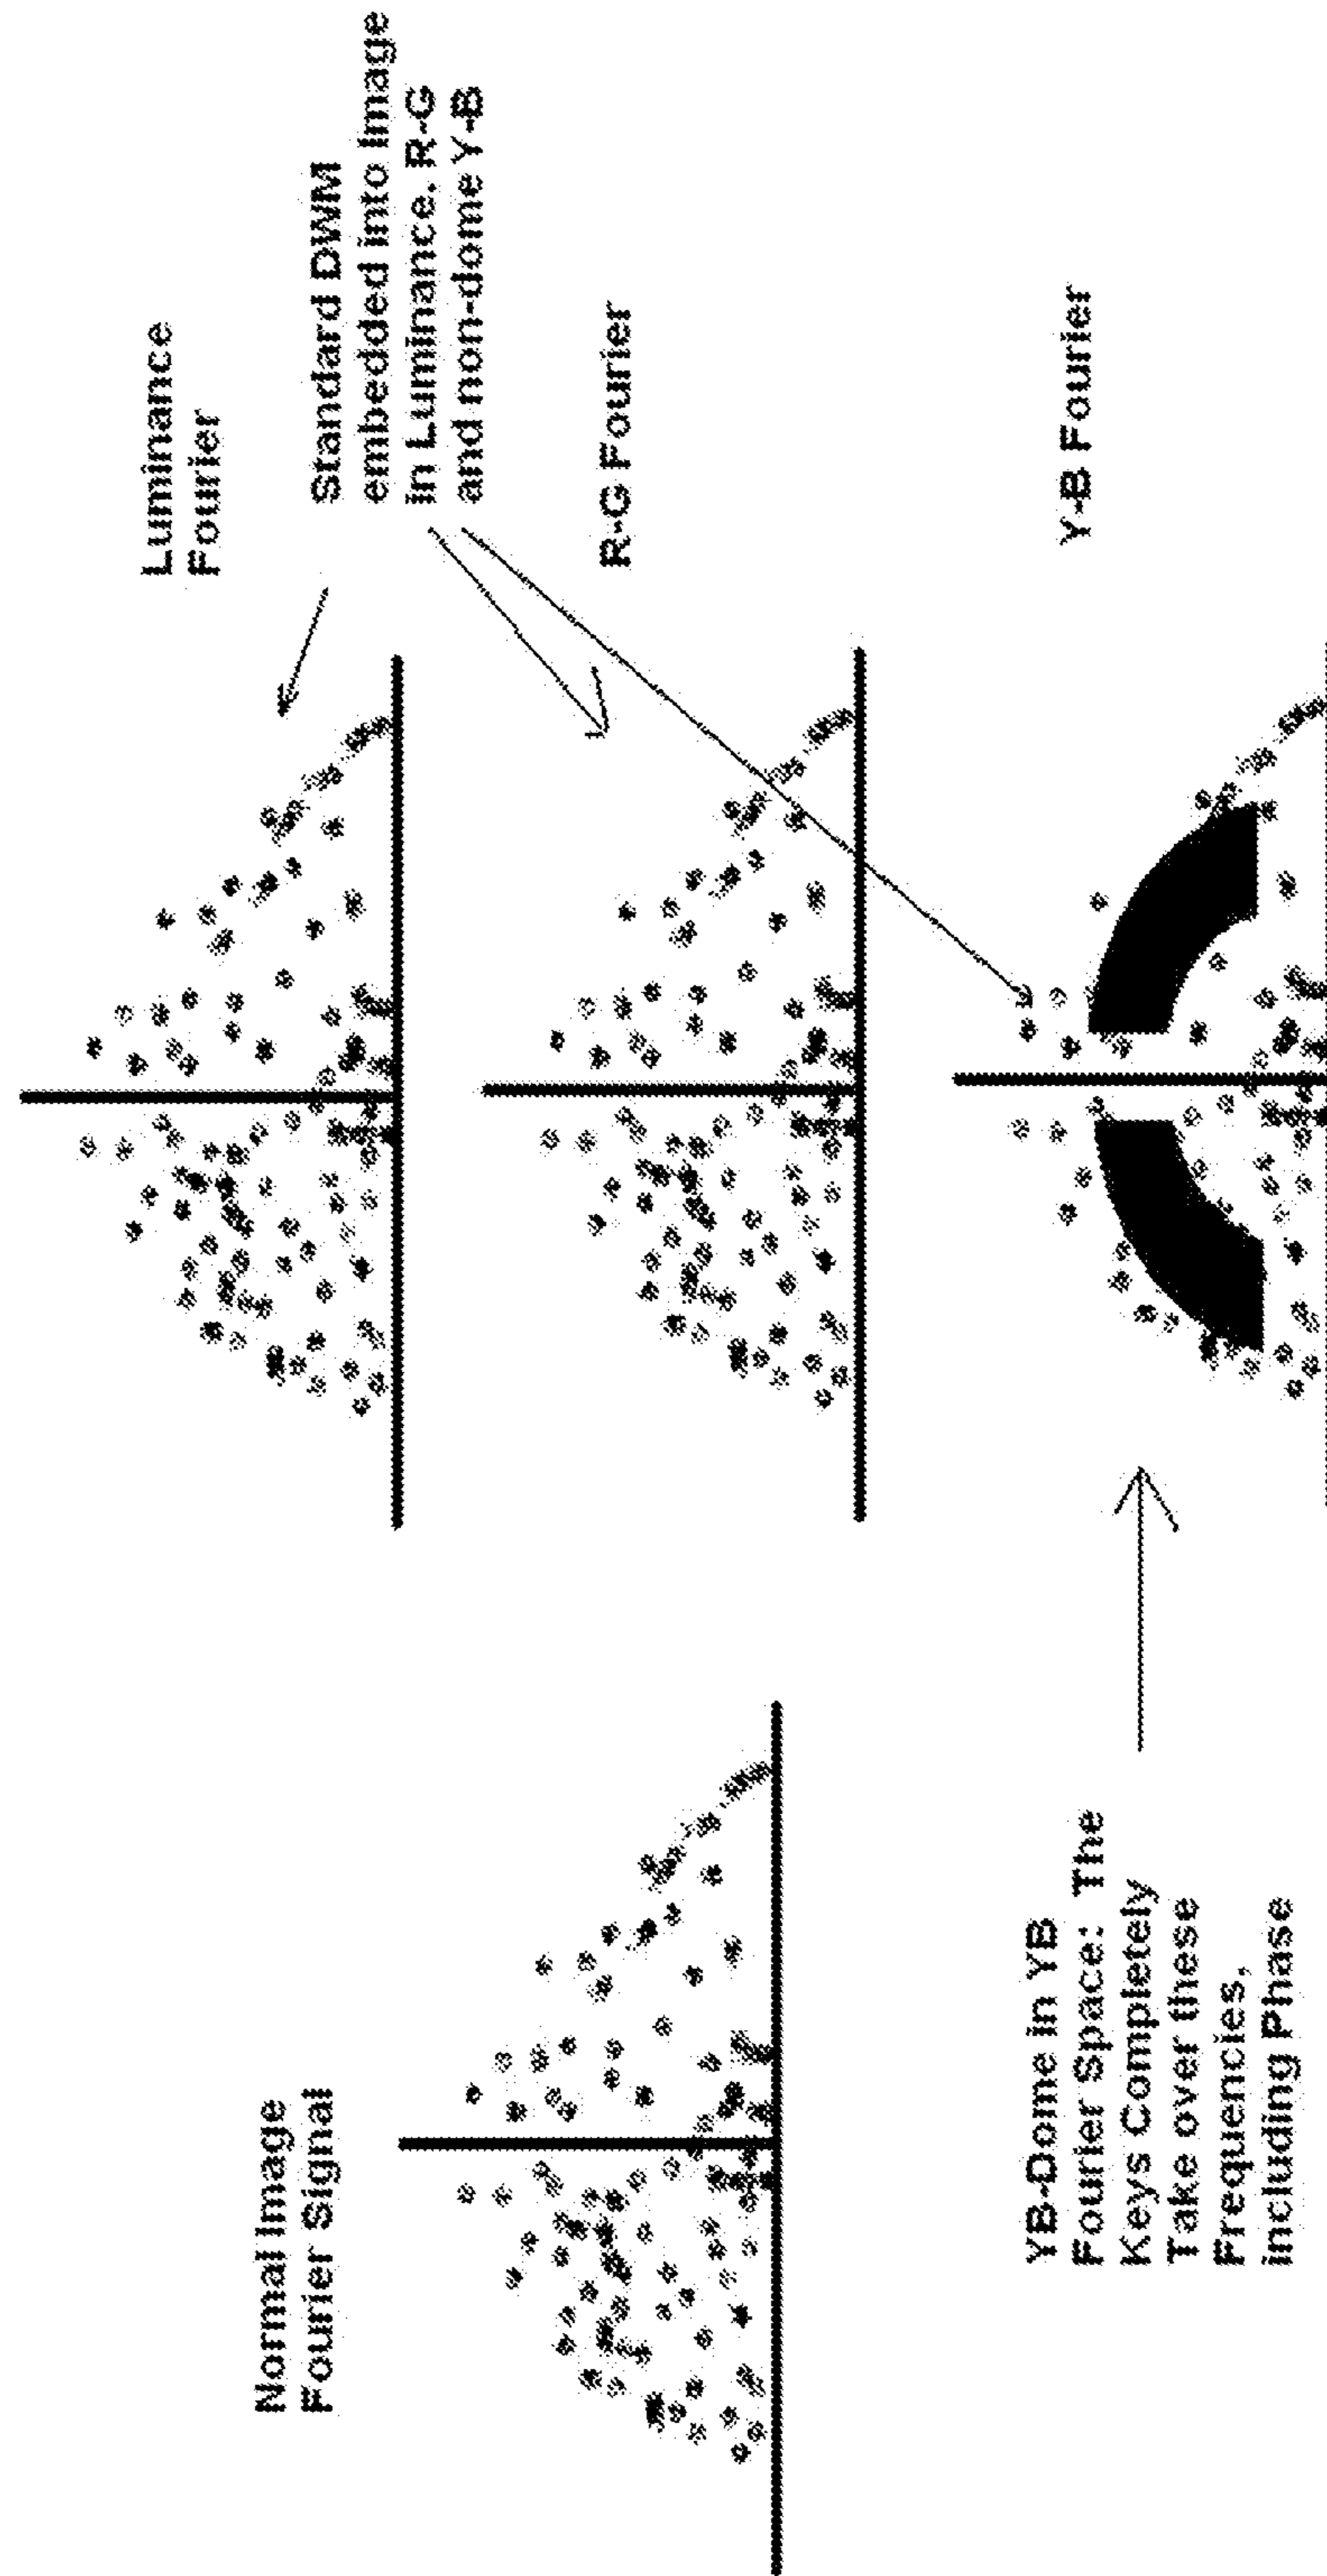 Normal Image
Fourier Signal
Luminance
Fourier
Standard DWM
embedded into Image
in Luminance, R-G
and non-dome Y-B
R-G Fourier
YB-Dome in YB
Fourier Space: The
Keys Completely
Take over these
Frequencies,
including Phase
Y-B Fourier